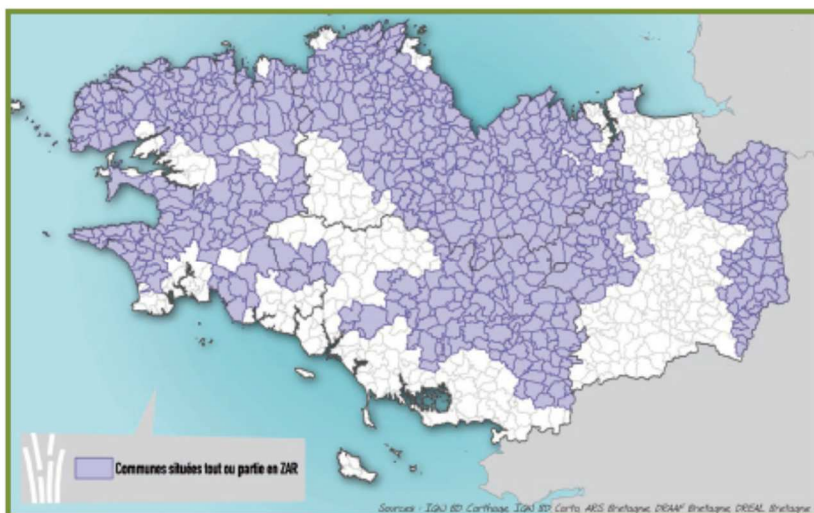 Communes situées tout ou partie en ZAR
Sources : IGN BD Carthage, IGN BD Carto, ARS Bretagne, DRAAF Bretagne, DREAL Bretagne